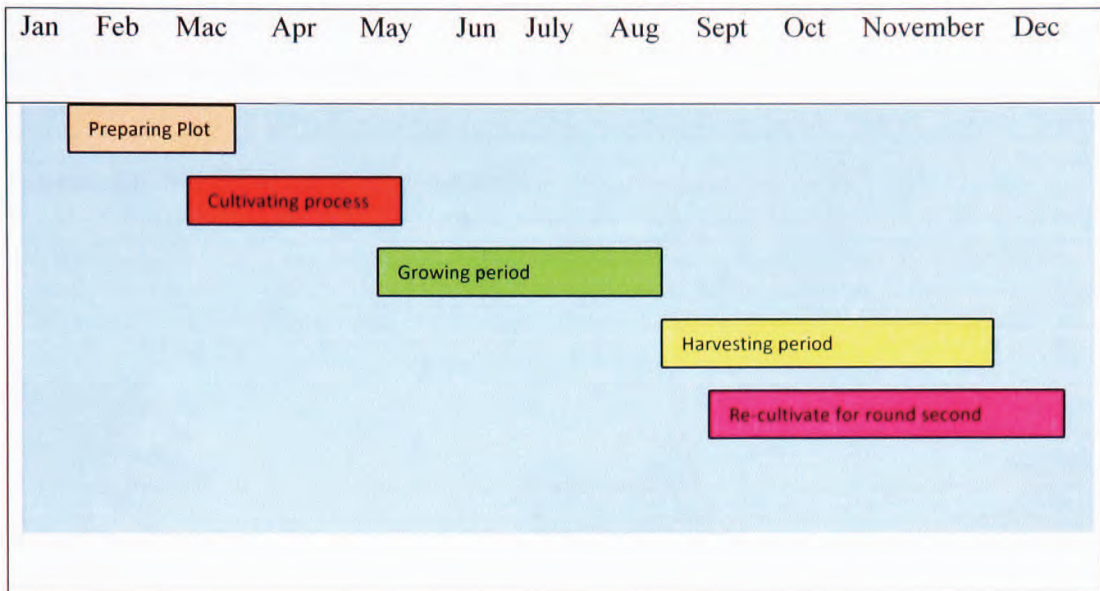 Jan Feb Mac Apr May Jun July Aug Sept Oct November Dec
Preparing Plot
Cultivating process
Growing period
Harvesting period
Re-cultivate for round second